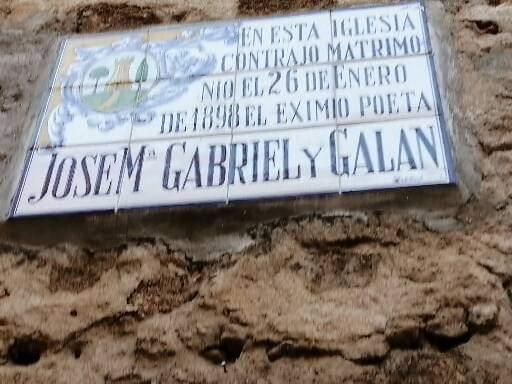 EN ESTA IGLESIA
CONTRAJO MATRIMO
NIO EL 26 DE ENERO
DE 1898 EL EXIMIO POETA
JOSE Mª GABRIEL Y GALAN